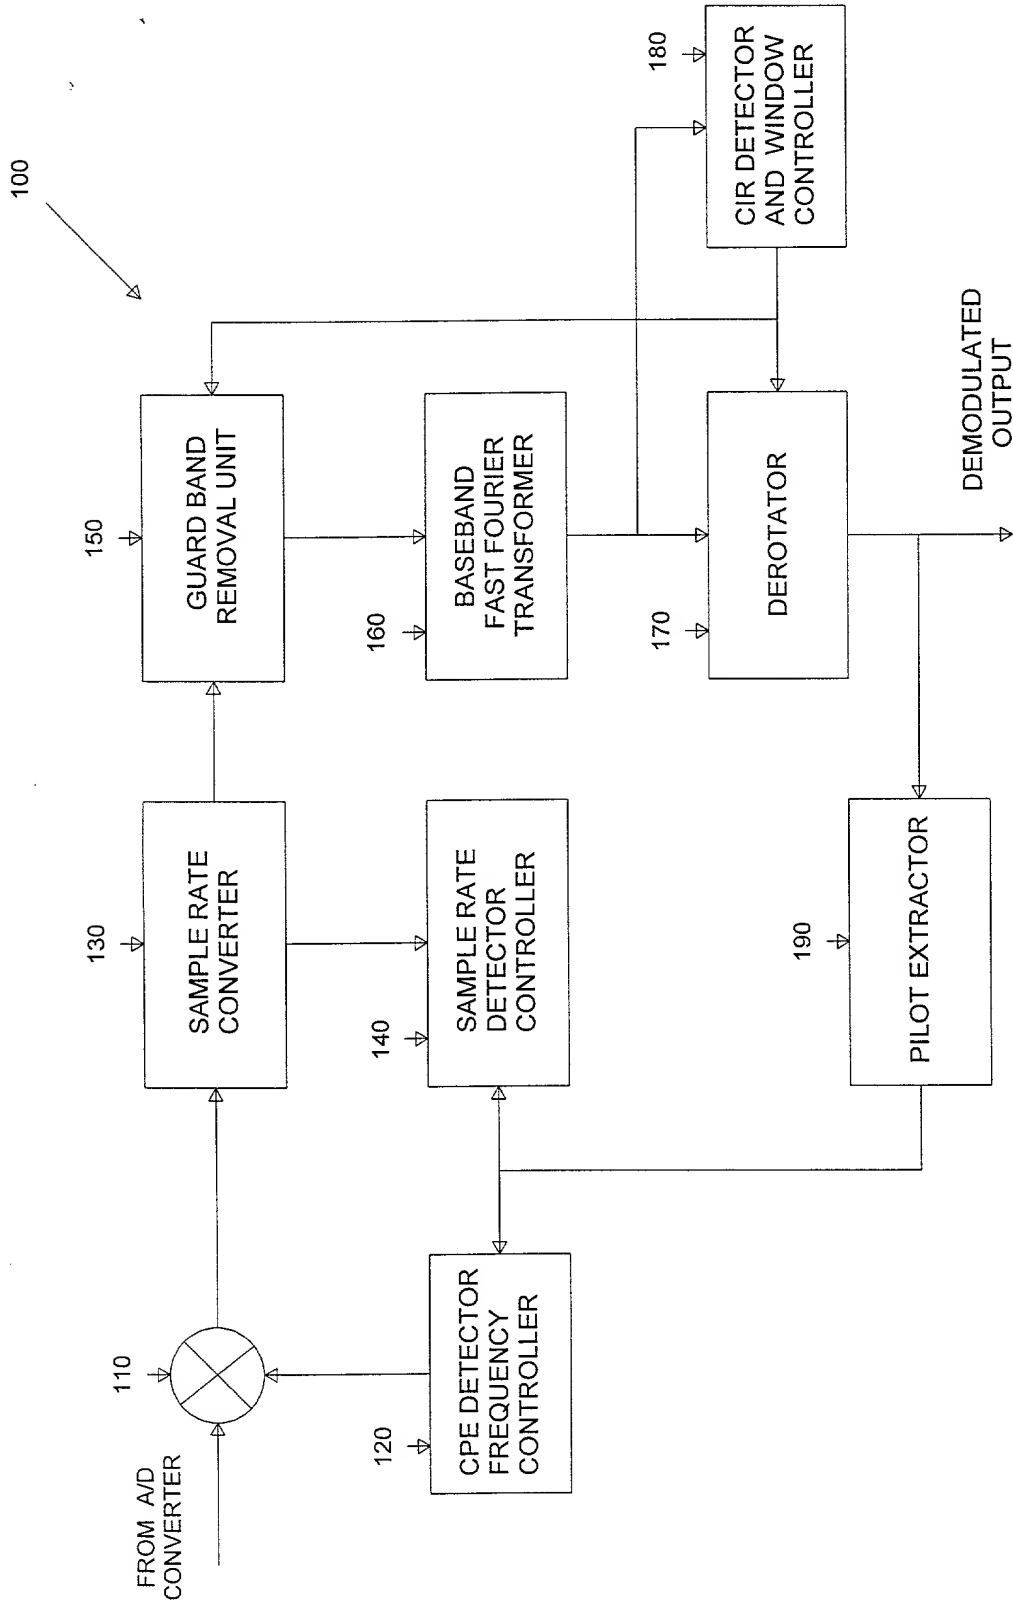 100
FROM A/D
CONVERTER
110
120
CPE DETECTOR
FREQUENCY
CONTROLLER
130
SAMPLE RATE
CONVERTER
140
SAMPLE RATE
DETECTOR
CONTROLLER
150
GUARD BAND
REMOVAL UNIT
160
BASEBAND
FAST FOURIER
TRANSFORMER
170
DEROTATOR
180
CIR DETECTOR
AND WINDOW
CONTROLLER
190
PILOT EXTRACTOR
DEMODULATED
OUTPUT